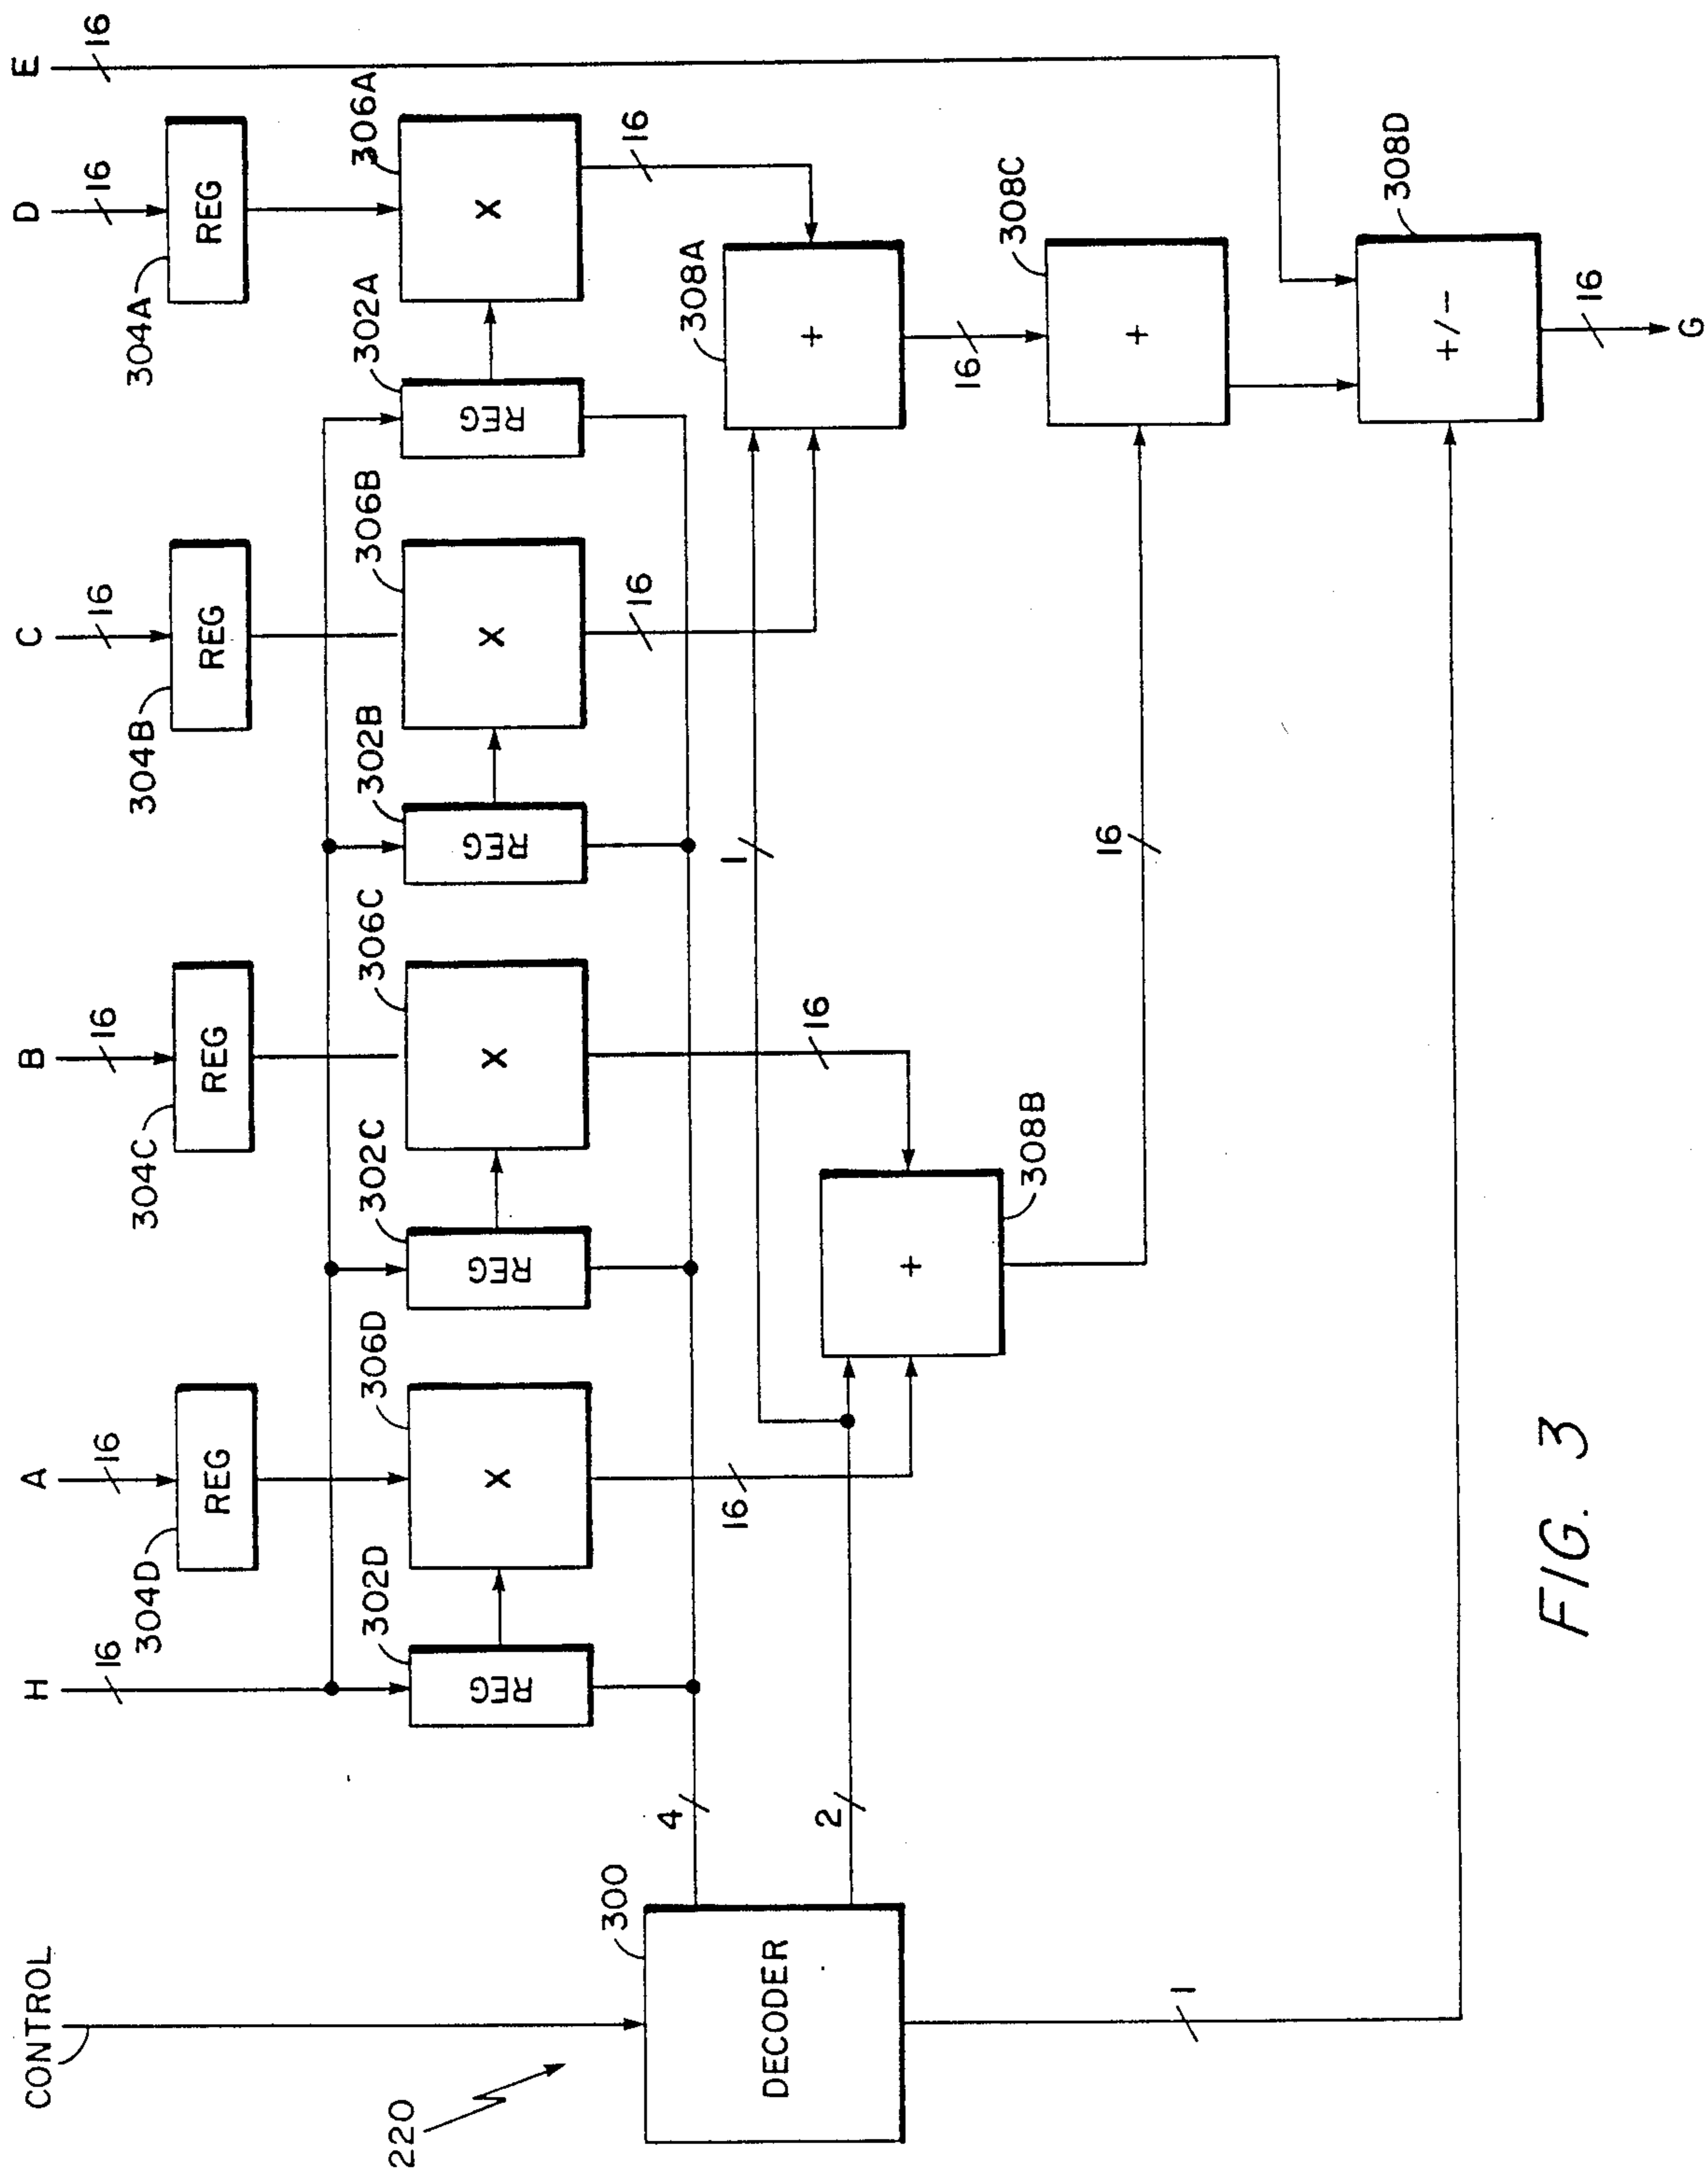 CONTROL
H
A
B
C
D
E
16
16
16
16
16
16
304D
304C
304B
304A
REG
REG
REG
REG
302D
306D
302C
306C
302B
306B
302A
306A
REG
X
REG
X
REG
X
REG
X
220
300
DECODER
4
2
1
16
16
16
16
1
308B
+
308A
+
16
16
308C
+
1
308D
+/-
16
G
FIG. 3